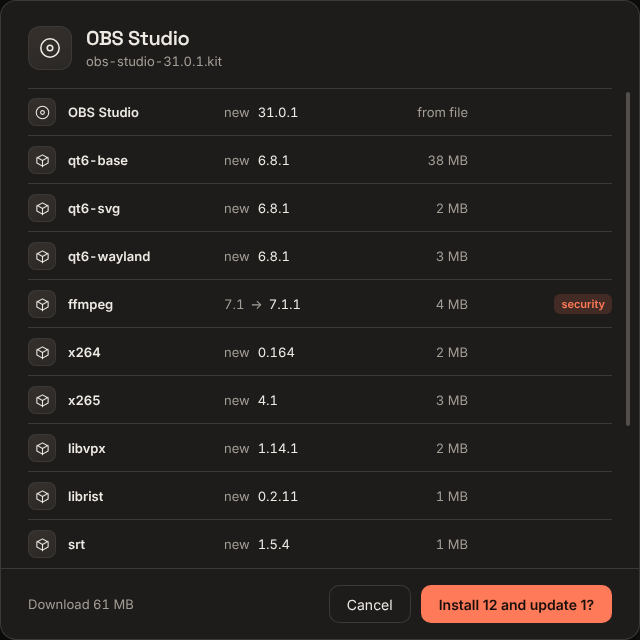 OBS Studio
obs-studio-31.0.1.kit
OBS Studio new 31.0.1 from file
qt6-base new 6.8.1 38 MB
qt6-svg new 6.8.1 2 MB
qt6-wayland new 6.8.1 3 MB
ffmpeg 7.1 → 7.1.1 4 MB security
x264 new 0.164 2 MB
x265 new 4.1 3 MB
libvpx new 1.14.1 2 MB
librist new 0.2.11 1 MB
srt new 1.5.4 1 MB
Download 61 MB Cancel Install 12 and update 1?